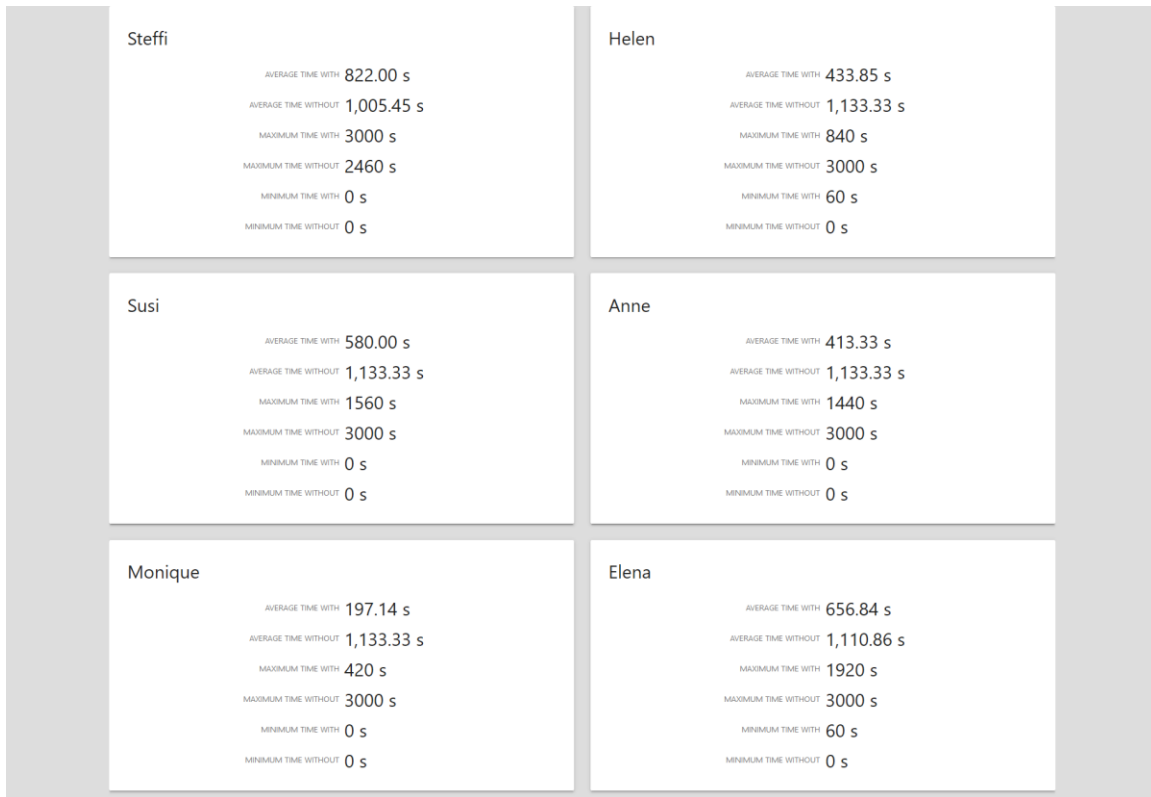 Steffi
AVERAGE TIME WITH 822.00 s
AVERAGE TIME WITHOUT 1,005.45 s
MAXIMUM TIME WITH 3000 s
MAXIMUM TIME WITHOUT 2460 s
MINIMUM TIME WITH 0 s
MINIMUM TIME WITHOUT 0 s
Helen
AVERAGE TIME WITH 433.85 s
AVERAGE TIME WITHOUT 1,133.33 s
MAXIMUM TIME WITH 840 s
MAXIMUM TIME WITHOUT 3000 s
MINIMUM TIME WITH 60 s
MINIMUM TIME WITHOUT 0 s
Susi
AVERAGE TIME WITH 580.00 s
AVERAGE TIME WITHOUT 1,133.33 s
MAXIMUM TIME WITH 1560 s
MAXIMUM TIME WITHOUT 3000 s
MINIMUM TIME WITH 0 s
MINIMUM TIME WITHOUT 0 s
Anne
AVERAGE TIME WITH 413.33 s
AVERAGE TIME WITHOUT 1,133.33 s
MAXIMUM TIME WITH 1440 s
MAXIMUM TIME WITHOUT 3000 s
MINIMUM TIME WITH 0 s
MINIMUM TIME WITHOUT 0 s
Monique
AVERAGE TIME WITH 197.14 s
AVERAGE TIME WITHOUT 1,133.33 s
MAXIMUM TIME WITH 420 s
MAXIMUM TIME WITHOUT 3000 s
MINIMUM TIME WITH 0 s
MINIMUM TIME WITHOUT 0 s
Elena
AVERAGE TIME WITH 656.84 s
AVERAGE TIME WITHOUT 1,110.86 s
MAXIMUM TIME WITH 1920 s
MAXIMUM TIME WITHOUT 3000 s
MINIMUM TIME WITH 60 s
MINIMUM TIME WITHOUT 0 s